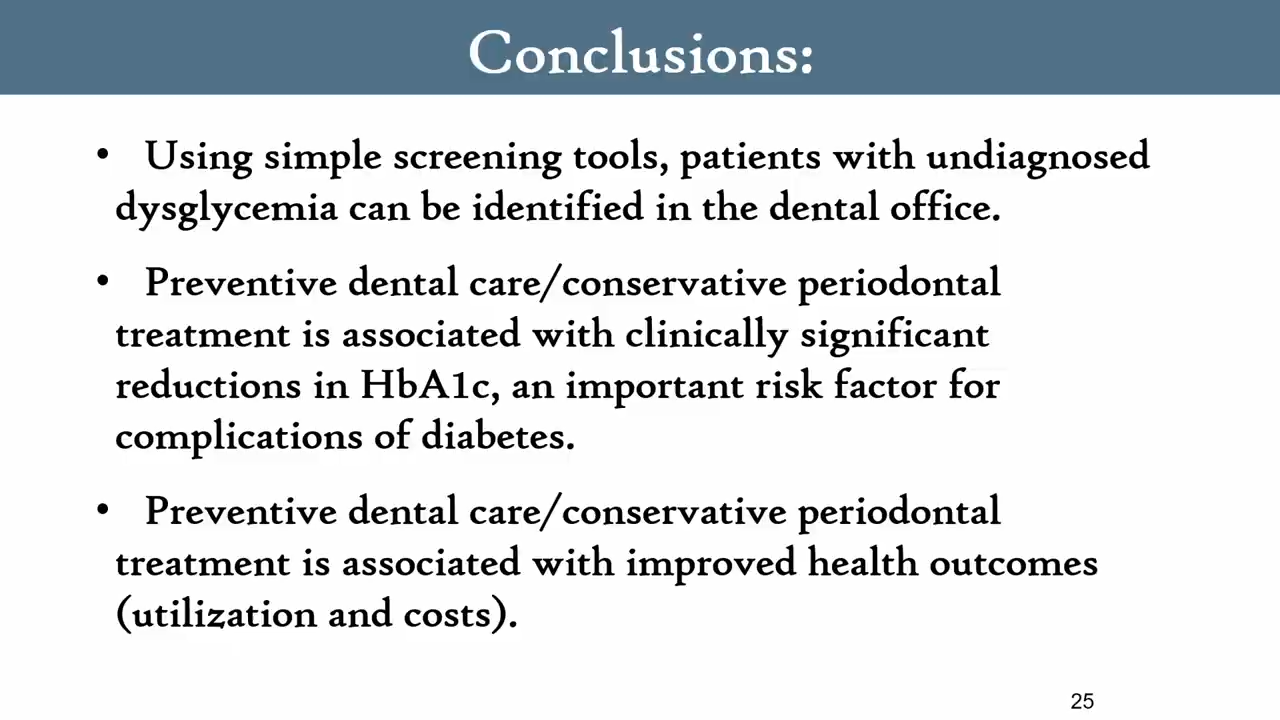 Conclusions:
• Using simple screening tools, patients with undiagnosed
dysglycemia can be identified in the dental office.
• Preventive dental care/conservative periodontal
treatment is associated with clinically significant
reductions in HbA1c, an important risk factor for
complications of diabetes.
• Preventive dental care/conservative periodontal
treatment is associated with improved health outcomes
(utilization and costs).
25